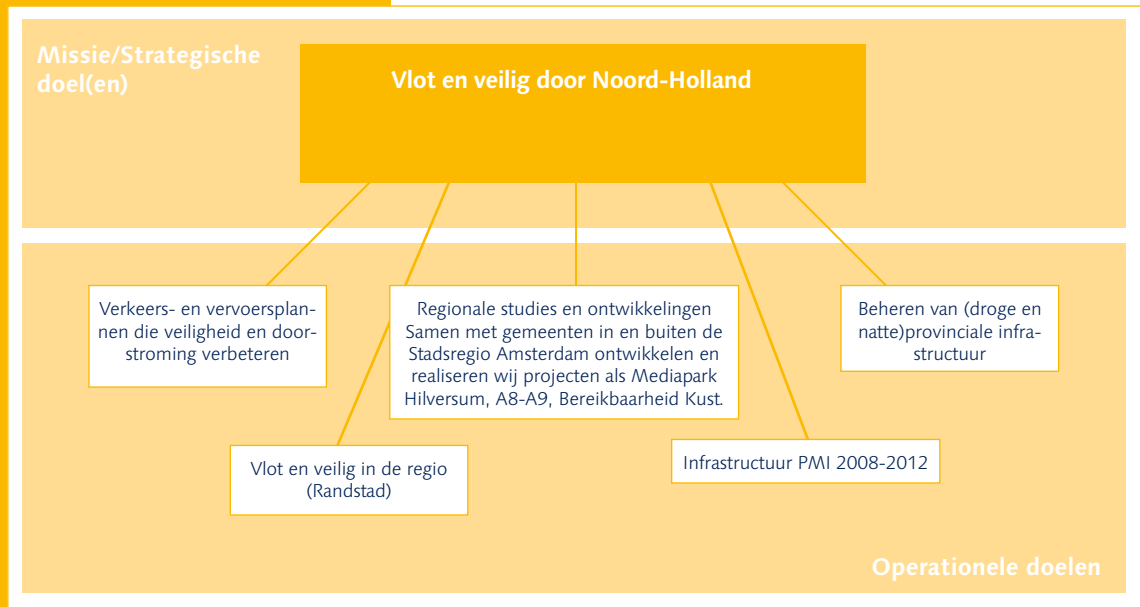 Missie/Strategische
doel(en)
Vlot en veilig door Noord-Holland
Verkeers- en vervoersplan-
nen die veiligheid en door-
stroming verbeteren
Regionale studies en ontwikkelingen
Samen met gemeenten in en buiten de
Stadsregio Amsterdam ontwikkelen en
realiseren wij projecten als Mediapark
Hilversum, A8-A9, Bereikbaarheid Kust.
Beheren van (droge en
natte)provinciale infra-
structuur
Vlot en veilig in de regio
(Randstad)
Infrastructuur PMI 2008-2012
Operationele doelen